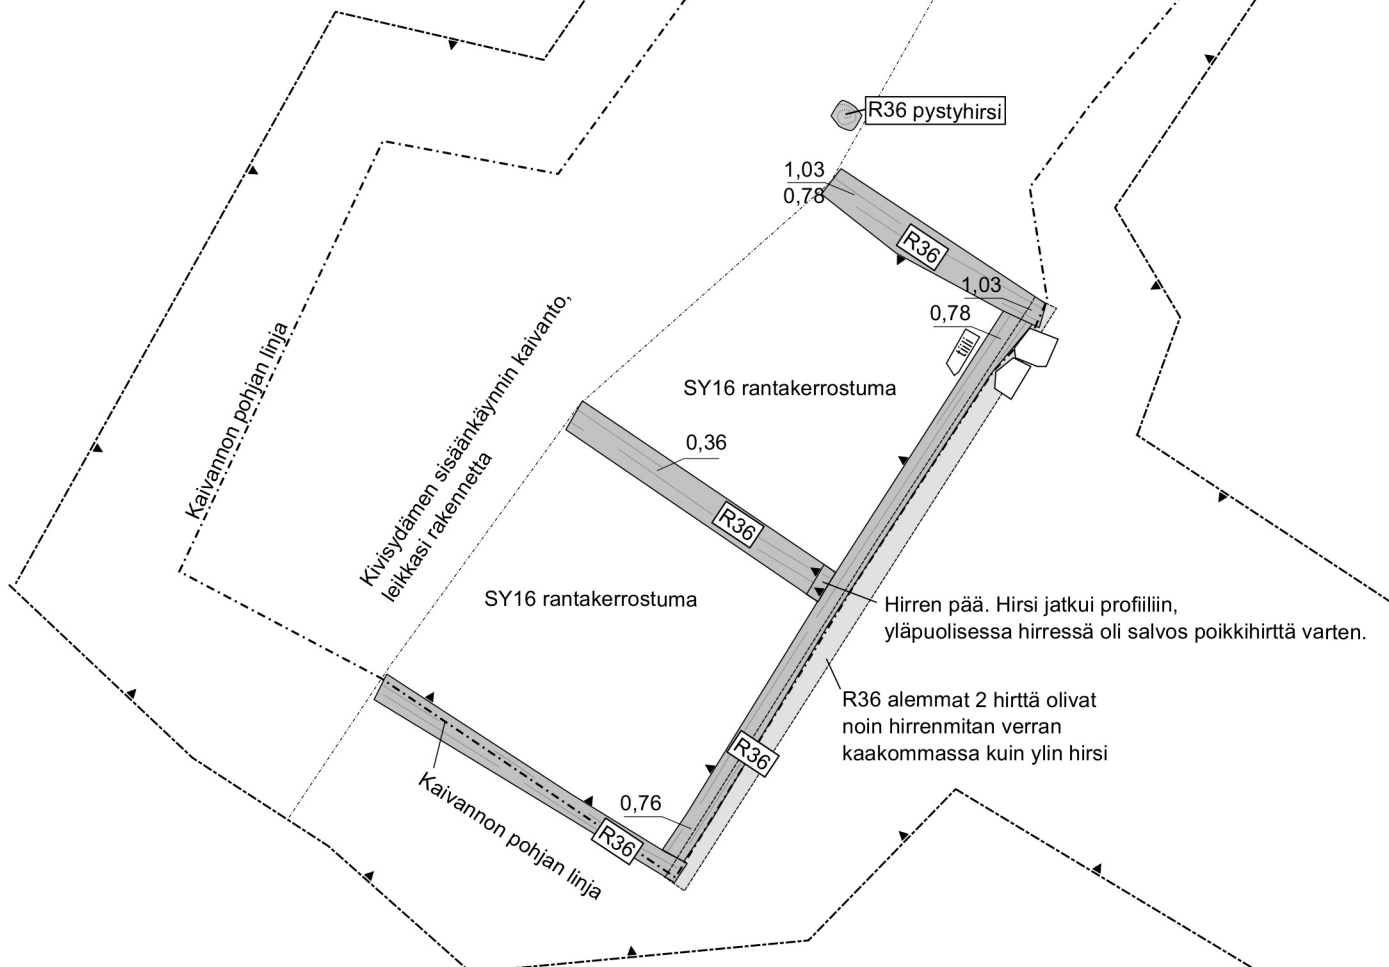 R36 pystyhirsi
1,03
0,78
R36
1,03
0,78
tiili
SY16 rantakerrostuma
Kaivannon pohjan linja
Kivisydämen sisäänkäynnin kaivanto,
leikkasi rakennetta
0,36
R36
SY16 rantakerrostuma
Hirren pää. Hirsi jatkui profiiliin,
yläpuolisessa hirressä oli salvos poikkihirttä varten.
R36 alemmat 2 hirttä olivat
noin hirrenmitan verran
kaakommassa kuin ylin hirsi
R36
0,76
R36
Kaivannon pohjan linja